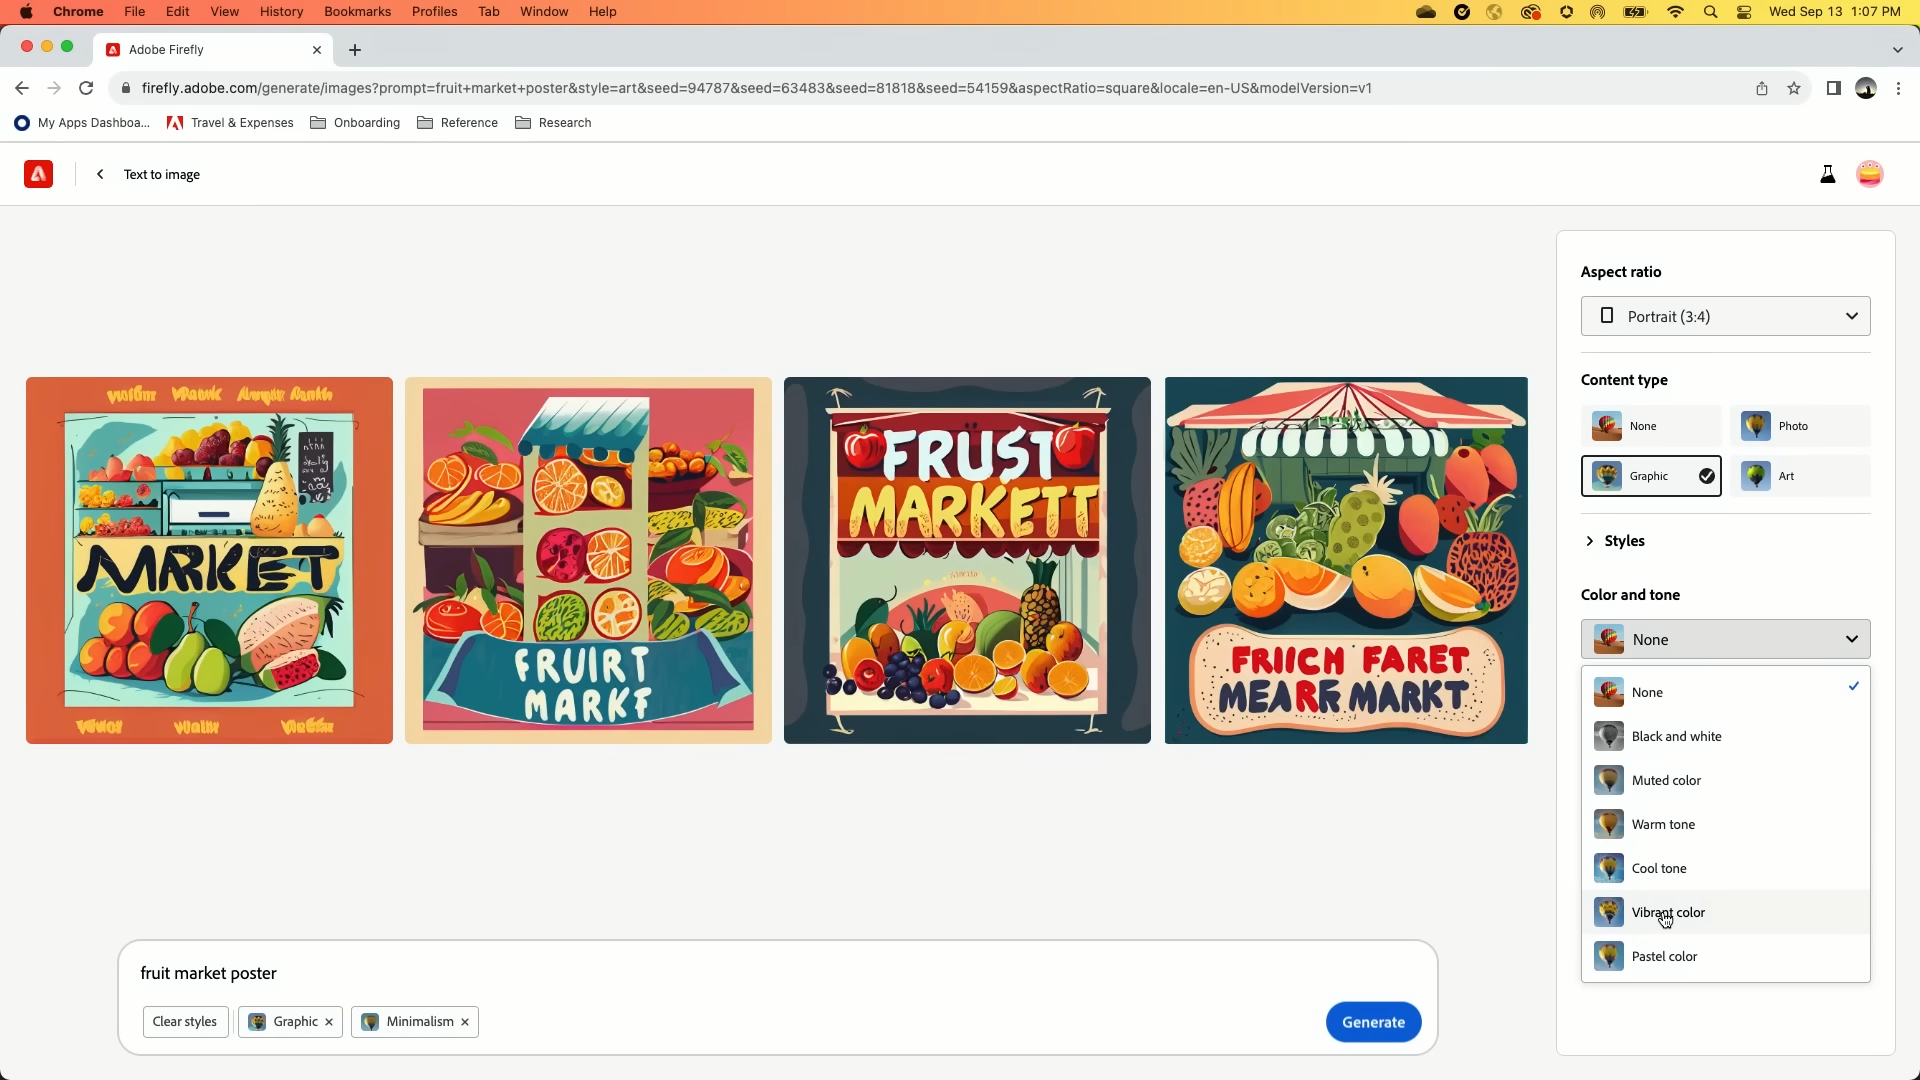 Chrome File Edit View History Bookmarks Profiles Tab Window Help
Wed Sep 13 1:07 PM
Adobe Firefly
firefly.adobe.com/generate/images?prompt=fruit+market+poster&style=art&seed=94787&seed=63483&seed=81818&seed=54159&aspectRatio=square&locale=en-US&modelVersion=v1
My Apps Dashboa... Travel & Expenses Onboarding Reference Research
Text to image
Aspect ratio
Portrait (3:4)
Content type
None
Photo
Graphic
Art
Styles
Color and tone
None
None
Black and white
Muted color
Warm tone
Cool tone
Vibrant color
Pastel color
MARKET
FRUIRT
MARKF
FRUST
MARKETT
FRIICH FARET
MEARF MARKT
fruit market poster
Clear styles
Graphic
Minimalism
Generate